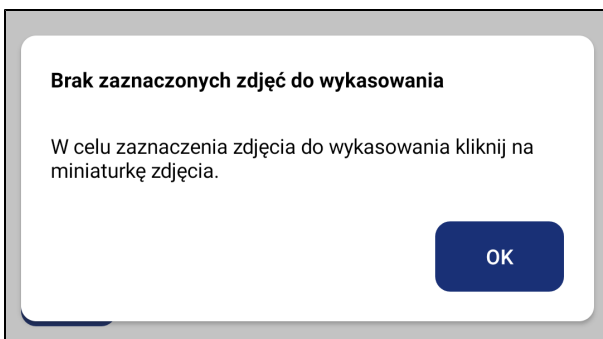 Brak zaznaczonych zdjęć do wykasowania
W celu zaznaczenia zdjęcia do wykasowania kliknij na
miniaturkę zdjęcia.
OK